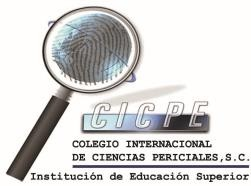 CICPE
COLEGIO INTERNACIONAL
DE CIENCIAS PERICIALES,S.C.
Institución de Educación Superior